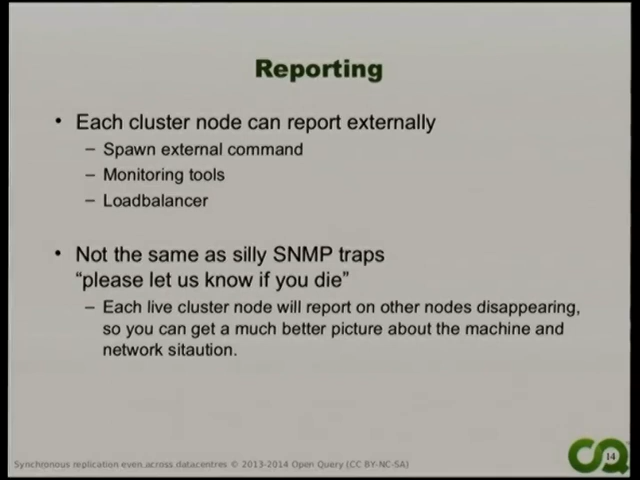 Reporting
• Each cluster node can report externally
– Spawn external command
– Monitoring tools
– Loadbalancer
• Not the same as silly SNMP traps
“please let us know if you die”
– Each live cluster node will report on other nodes disappearing,
so you can get a much better picture about the machine and
network sitaution.
Synchronous replication even across datacentres © 2013-2014 Open Query (CC BY-NC-SA)
14